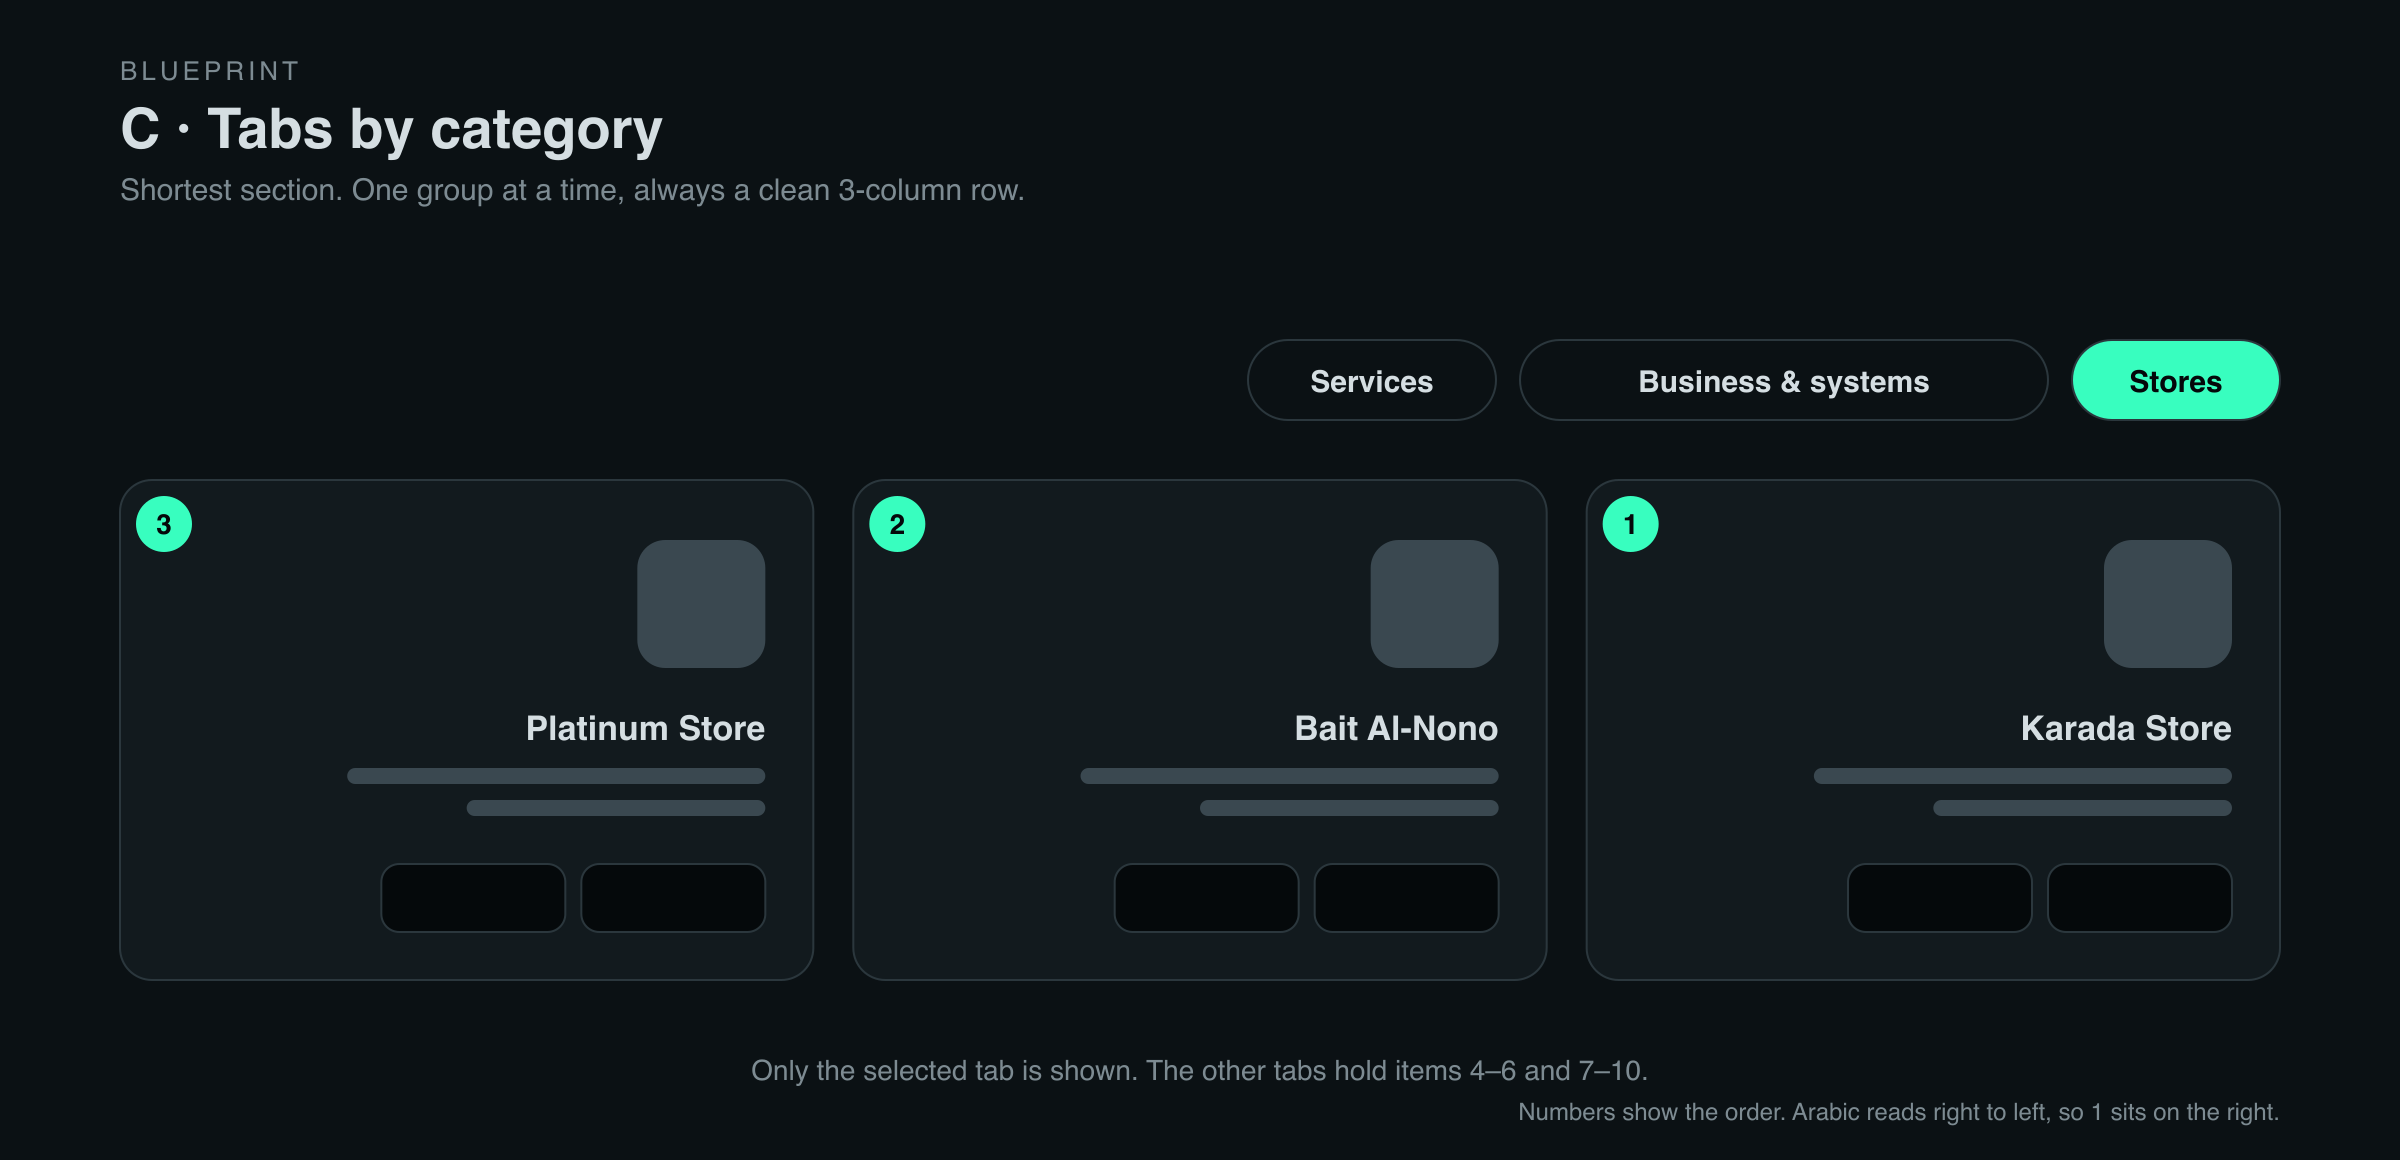 BLUEPRINT
C · Tabs by category
Shortest section. One group at a time, always a clean 3-column row.
Services
Business & systems
Stores
3
2
1
Platinum Store
Bait Al-Nono
Karada Store
Only the selected tab is shown. The other tabs hold items 4–6 and 7–10.
Numbers show the order. Arabic reads right to left, so 1 sits on the right.